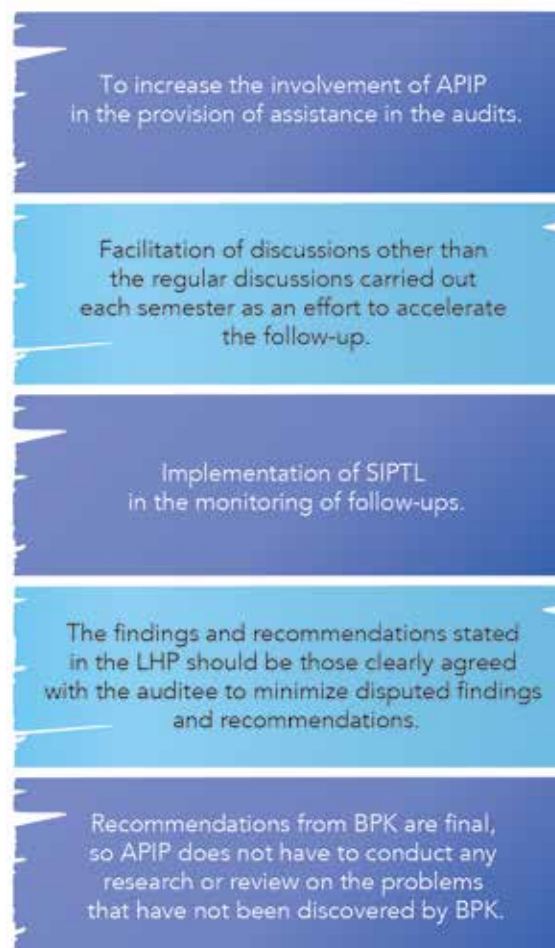 To increase the involvement of APIP
in the provision of assistance in the audits.
Facilitation of discussions other than
the regular discussions carried out
each semester as an effort to accelerate
the follow-up.
Implementation of SIPTL
in the monitoring of follow-ups.
The findings and recommendations stated
in the LHP should be those clearly agreed
with the auditee to minimize disputed findings
and recommendations.
Recommendations from BPK are final,
so APIP does not have to conduct any
research or review on the problems
that have not been discovered by BPK.